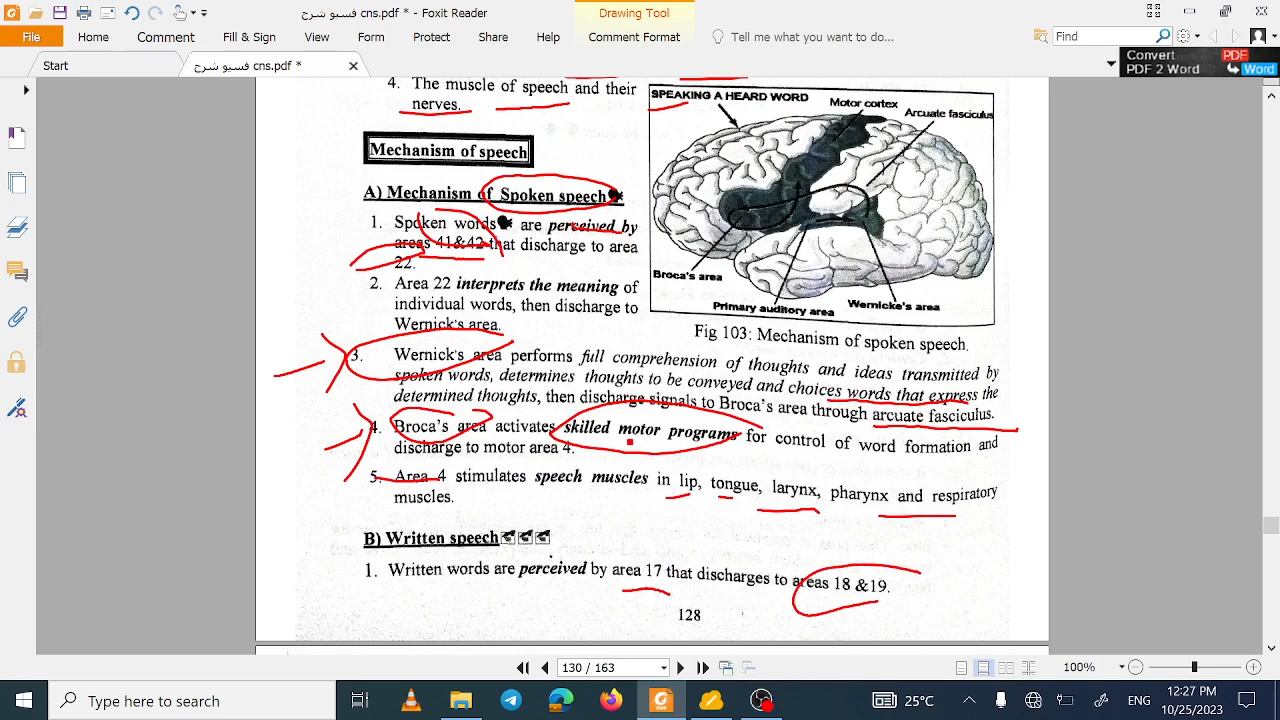 فسيو شرح cns.pdf * - Foxit Reader
Drawing Tool
File
Home
Comment
Fill & Sign
View
Form
Protect
Share
Help
Comment Format
Tell me what you want to do...
Find
Start
فسيو شرح cns.pdf *
Convert PDF
PDF 2 Word Word
4. The muscle of speech and their
nerves.
Mechanism of speech
A) Mechanism of Spoken speech
1. Spoken words are perceived by
areas 41&42 that discharge to area
22.
2. Area 22 interprets the meaning of
individual words, then discharge to
Wernick's area.
SPEAKING A HEARD WORD
Motor cortex
Arcuate fasciculus
Broca's area
Primary auditory area
Wernicke's area
Fig 103: Mechanism of spoken speech.
3. Wernick's area performs full comprehension of thoughts and ideas transmitted by
spoken words, determines thoughts to be conveyed and choices words that express the
determined thoughts, then discharge signals to Broca's area through arcuate fasciculus.
4. Broca's area activates skilled motor programs for control of word formation and
discharge to motor area 4.
5. Area 4 stimulates speech muscles in lip, tongue, larynx, pharynx and respiratory
muscles.
B) Written speech
1. Written words are perceived by area 17 that discharges to areas 18 &19.
128
130 / 163
100%
Type here to search
25°C
ENG
12:27 PM
10/25/2023